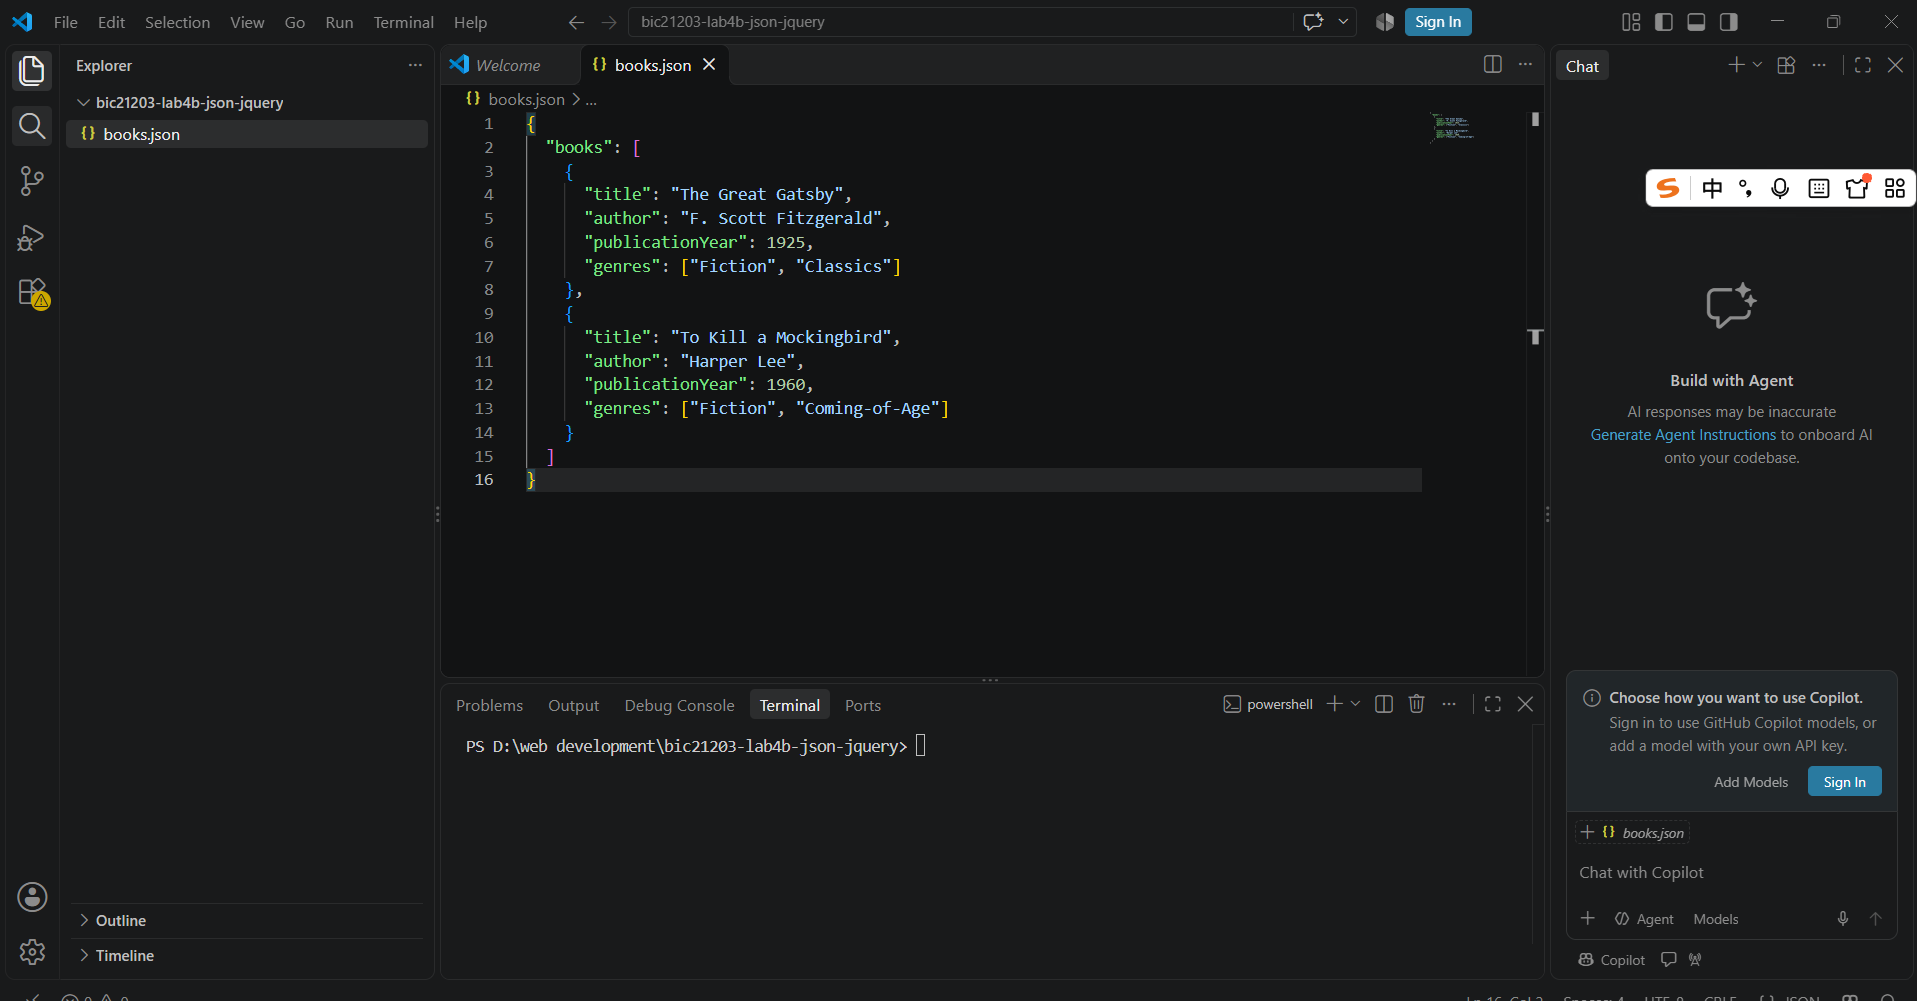 File Edit Selection View Go Run Terminal Help
bic21203-lab4b-json-jquery
Sign In
Explorer
bic21203-lab4b-json-jquery
{} books.json
Outline
Timeline
Welcome
{} books.json
{} books.json > ...
1 {
2 "books": [
3 {
4 "title": "The Great Gatsby",
5 "author": "F. Scott Fitzgerald",
6 "publicationYear": 1925,
7 "genres": ["Fiction", "Classics"]
8 },
9 {
10 "title": "To Kill a Mockingbird",
11 "author": "Harper Lee",
12 "publicationYear": 1960,
13 "genres": ["Fiction", "Coming-of-Age"]
14 }
15 ]
16 }
Problems Output Debug Console Terminal Ports
powershell
PS D:\web development\bic21203-lab4b-json-jquery>
Chat
中
Build with Agent
AI responses may be inaccurate
Generate Agent Instructions to onboard AI
onto your codebase.
Choose how you want to use Copilot.
Sign in to use GitHub Copilot models, or
add a model with your own API key.
Add Models Sign In
{} books.json
Chat with Copilot
Agent Models
Copilot